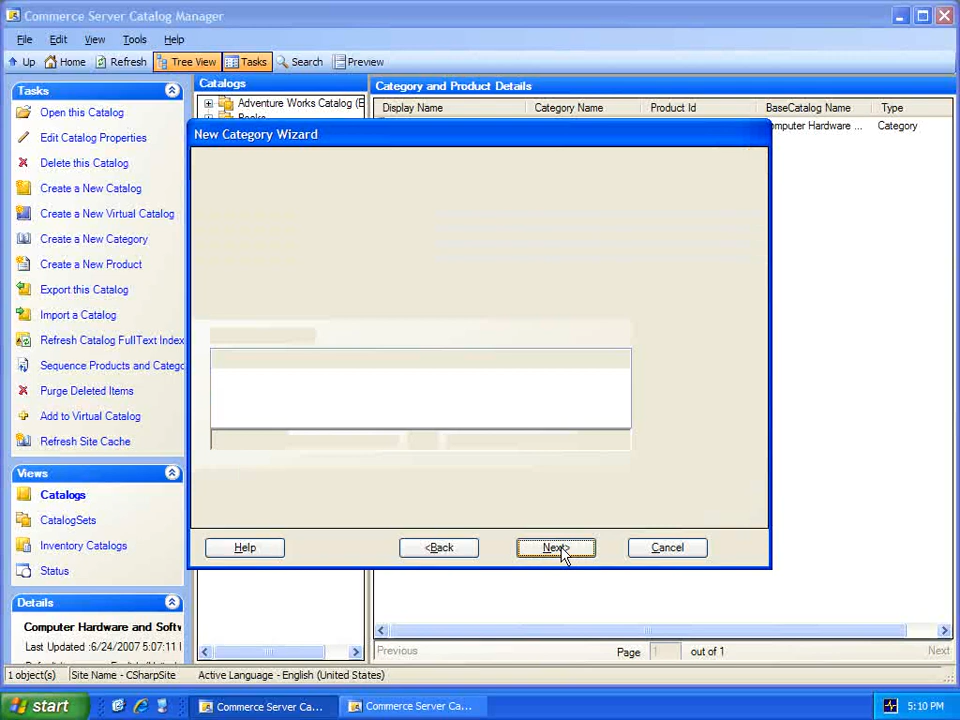 Commerce Server Catalog Manager
File Edit View Tools Help
Up Home Refresh Tree View Tasks Search Preview
Tasks
Open this Catalog
Edit Catalog Properties
Delete this Catalog
Create a New Catalog
Create a New Virtual Catalog
Create a New Category
Create a New Product
Export this Catalog
Import a Catalog
Refresh Catalog FullText Index
Sequence Products and Catego
Purge Deleted Items
Add to Virtual Catalog
Refresh Site Cache
Views
Catalogs
CatalogSets
Inventory Catalogs
Status
Details
Computer Hardware and Softw
Last Updated :6/24/2007 5:07:11
Catalogs
Adventure Works Catalog (E
Category and Product Details
Display Name Category Name Product Id BaseCatalog Name Type
omputer Hardware ... Category
New Category Wizard
Help <Back Next> Cancel
Previous Page 1 out of 1 Next
1 object(s) Site Name - CSharpSite Active Language - English (United States)
start Commerce Server Ca... Commerce Server Ca... 5:10 PM